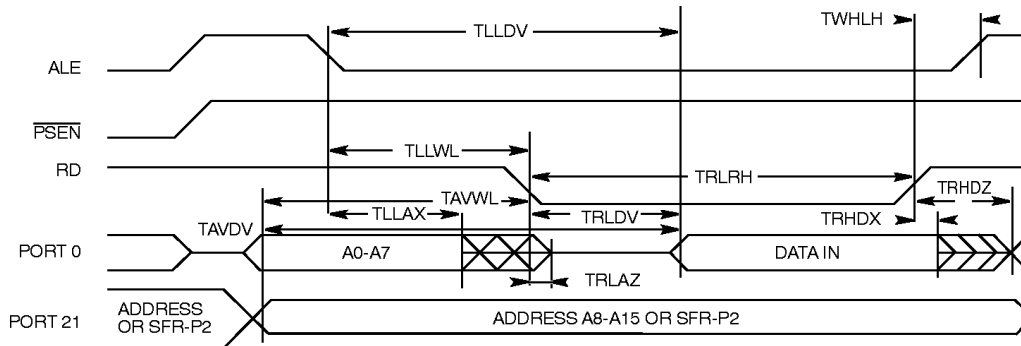 TLLDV
TWHLH
ALE
PSEN
TLLWL
RD
TRLRH
TAVWL
TRHDZ
TLLAX
TRLDV
TRHDX
TAVDV
PORT 0
A0-A7
DATA IN
TRLAZ
ADDRESS
OR SFR-P2
PORT 21
ADDRESS A8-A15 OR SFR-P2